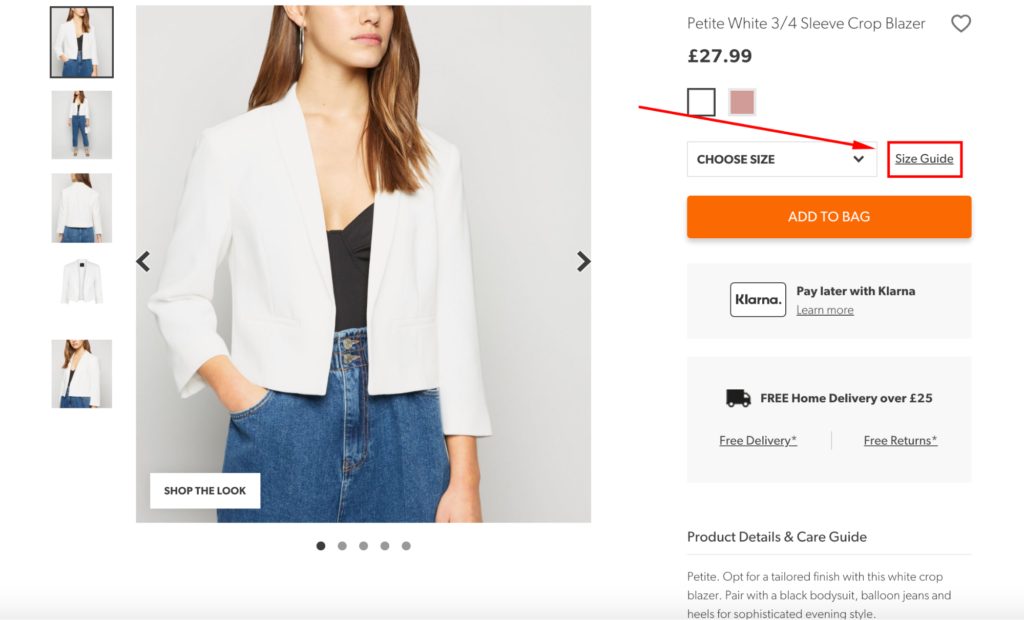 Petite White 3/4 Sleeve Crop Blazer
£27.99
CHOOSE SIZE
Size Guide
ADD TO BAG
Klarna.
Pay later with Klarna
Learn more
FREE Home Delivery over £25
Free Delivery*
Free Returns*
SHOP THE LOOK
Product Details & Care Guide
Petite. Opt for a tailored finish with this white crop
blazer. Pair with a black bodysuit, balloon jeans and
heels for sophisticated evening style.